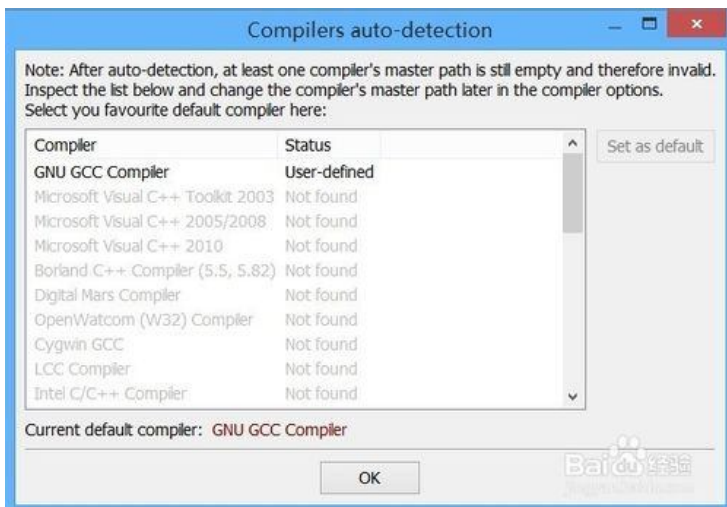 Compilers auto-detection
Note: After auto-detection, at least one compiler's master path is still empty and therefore invalid.
Inspect the list below and change the compiler's master path later in the compiler options.
Select you favourite default compiler here:
Compiler Status
Set as default
GNU GCC Compiler User-defined
Microsoft Visual C++ Toolkit 2003 Not found
Microsoft Visual C++ 2005/2008 Not found
Microsoft Visual C++ 2010 Not found
Borland C++ Compiler (5.5, 5.82) Not found
Digital Mars Compiler Not found
OpenWatcom (W32) Compiler Not found
Cygwin GCC Not found
LCC Compiler Not found
Intel C/C++ Compiler Not found
Current default compiler: GNU GCC Compiler
OK
Baidu 经验